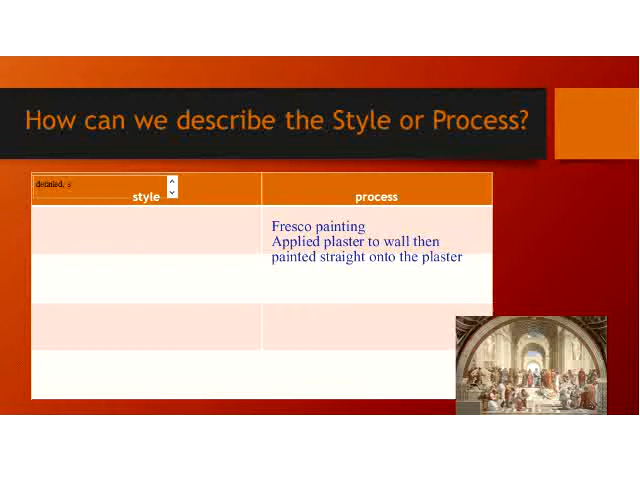 How can we describe the Style or Process?
detailed, s
style
process
Fresco painting
Applied plaster to wall then
painted straight onto the plaster